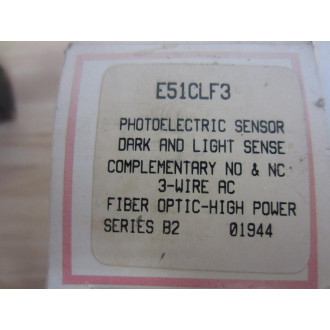 E51CLF3
PHOTOELECTRIC SENSOR
DARK AND LIGHT SENSE
COMPLEMENTARY NO & NC
3-WIRE AC
FIBER OPTIC-HIGH POWER
SERIES B2 01944